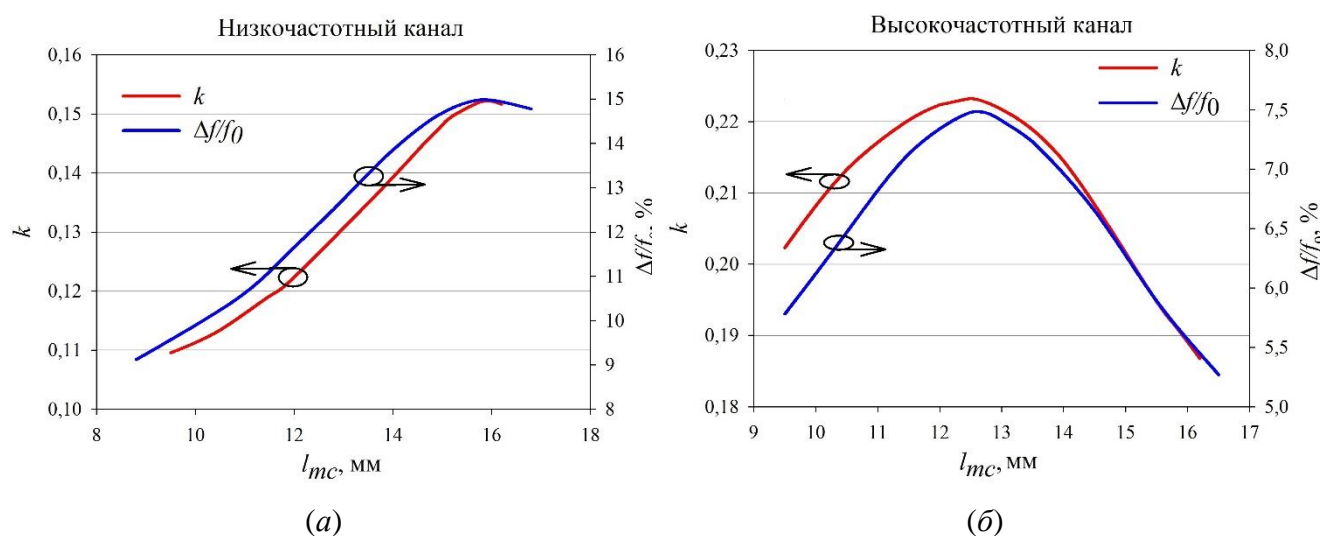 Низкочастотный канал
0,16
0,15
0,14
0,13
0,12
0,11
0,10
k
k
Δf/f0
16
15
14
13
12
11
10
9
8
Δf/f0, %
8 10 12 14 16 18
lmc, мм
(а)
Высокочастотный канал
0,23
0,22
0,21
0,20
0,19
0,18
k
k
Δf/f0
8,0
7,5
7,0
6,5
6,0
5,5
5,0
Δf/f0, %
9 10 11 12 13 14 15 16 17
lmc, мм
(б)